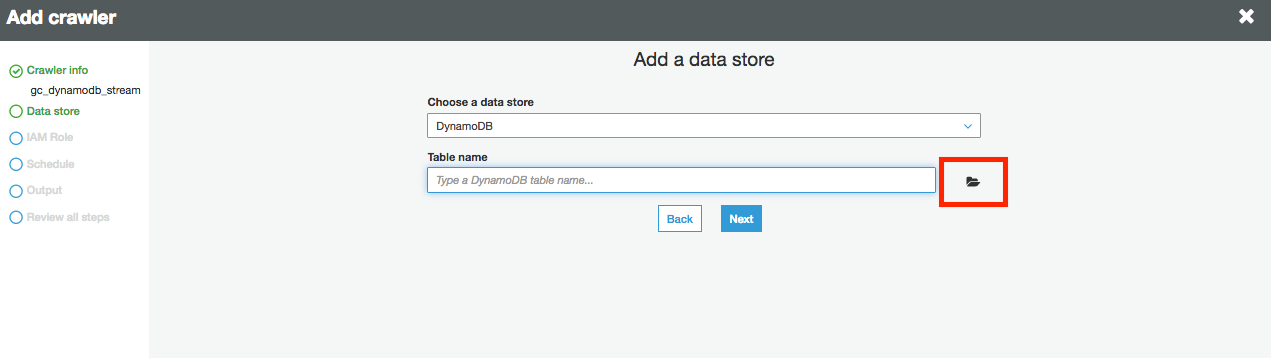 Add crawler
Crawler info
gc_dynamodb_stream
Data store
IAM Role
Schedule
Output
Review all steps
Add a data store
Choose a data store
DynamoDB
Table name
Type a DynamoDB table name...
Back
Next